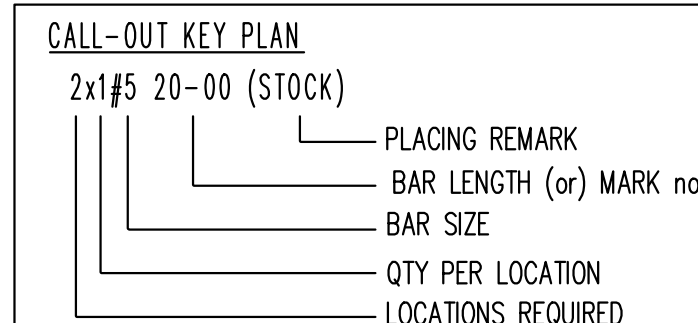 CALL-OUT KEY PLAN
2x1#5 20-00 (STOCK)
PLACING REMARK
BAR LENGTH (or) MARK no
BAR SIZE
QTY PER LOCATION
LOCATIONS REQUIRED